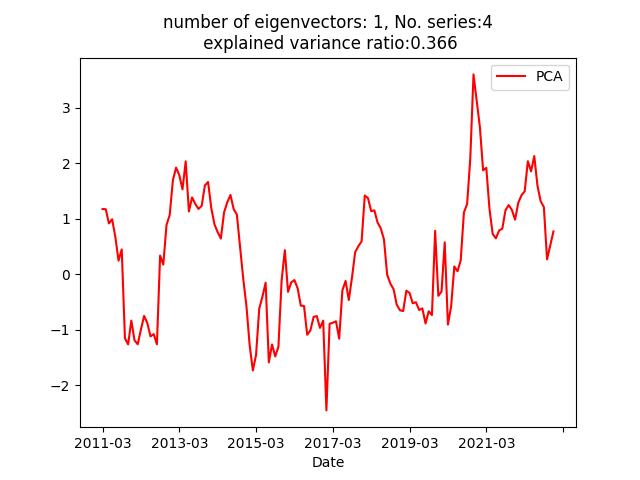 number of eigenvectors: 1, No. series:4
explained variance ratio:0.366
PCA
3
2
1
0
−1
−2
2011-03 2013-03 2015-03 2017-03 2019-03 2021-03
Date